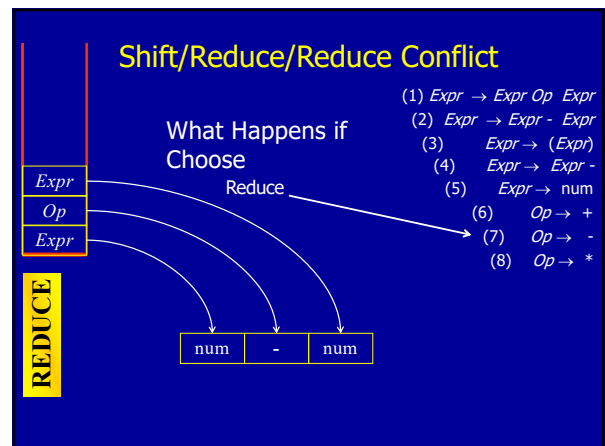 Shift/Reduce/Reduce Conflict
What Happens if
Choose
Reduce
(1) Expr → Expr Op Expr
(2) Expr → Expr - Expr
(3) Expr → (Expr)
(4) Expr → Expr -
(5) Expr → num
(6) Op → +
(7) Op → -
(8) Op → *
Expr
Op
Expr
REDUCE
num - num